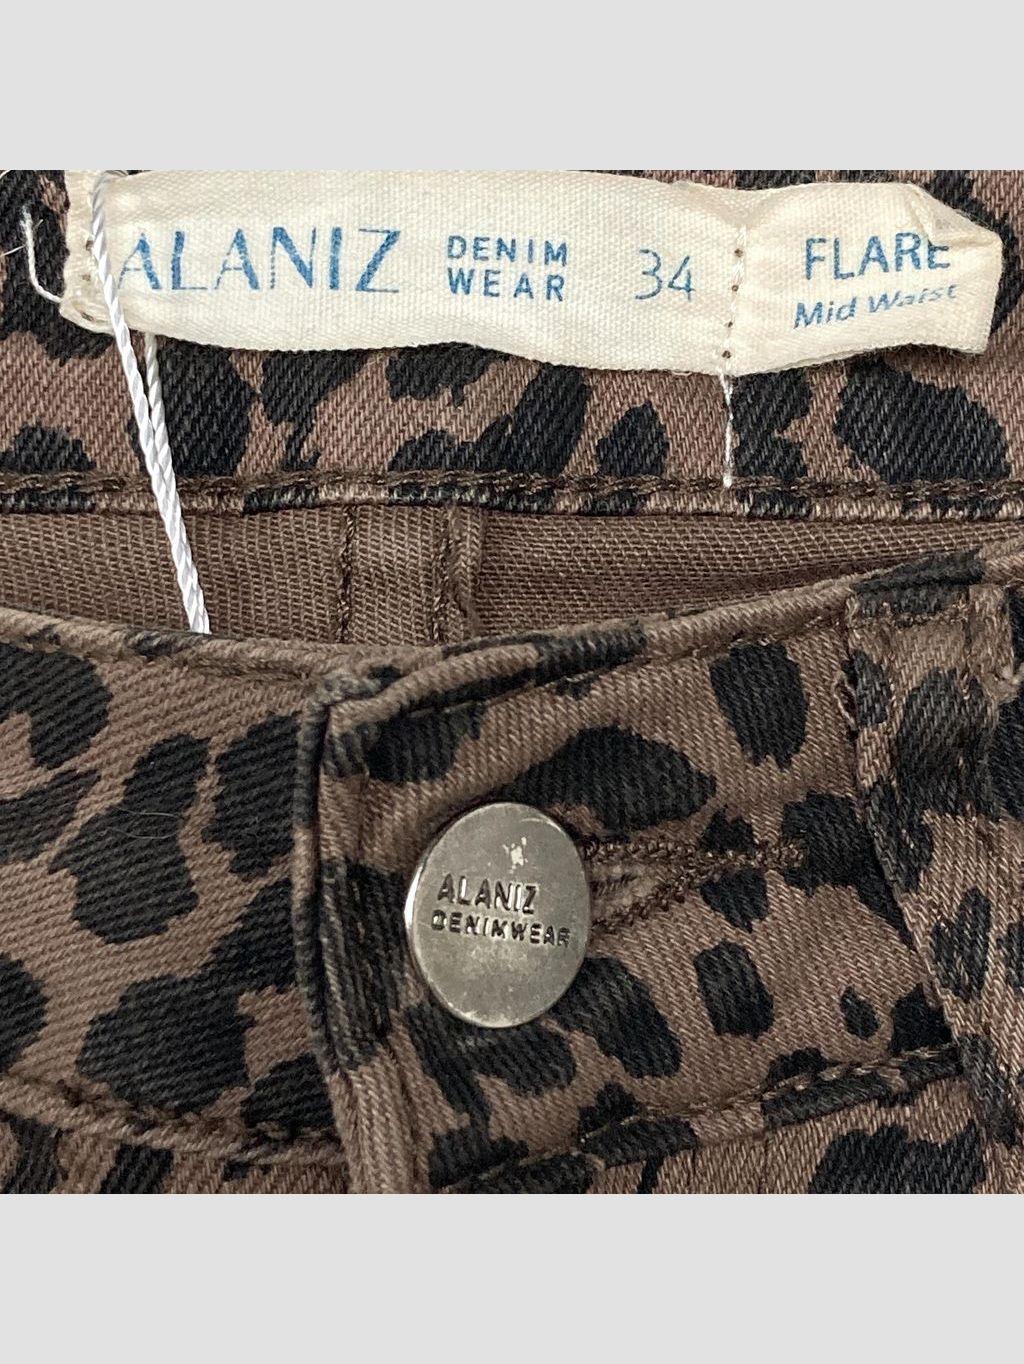 ALANIZ DENIM WEAR 34
FLARE
Mid Waist
ALANIZ
DENIMWEAR